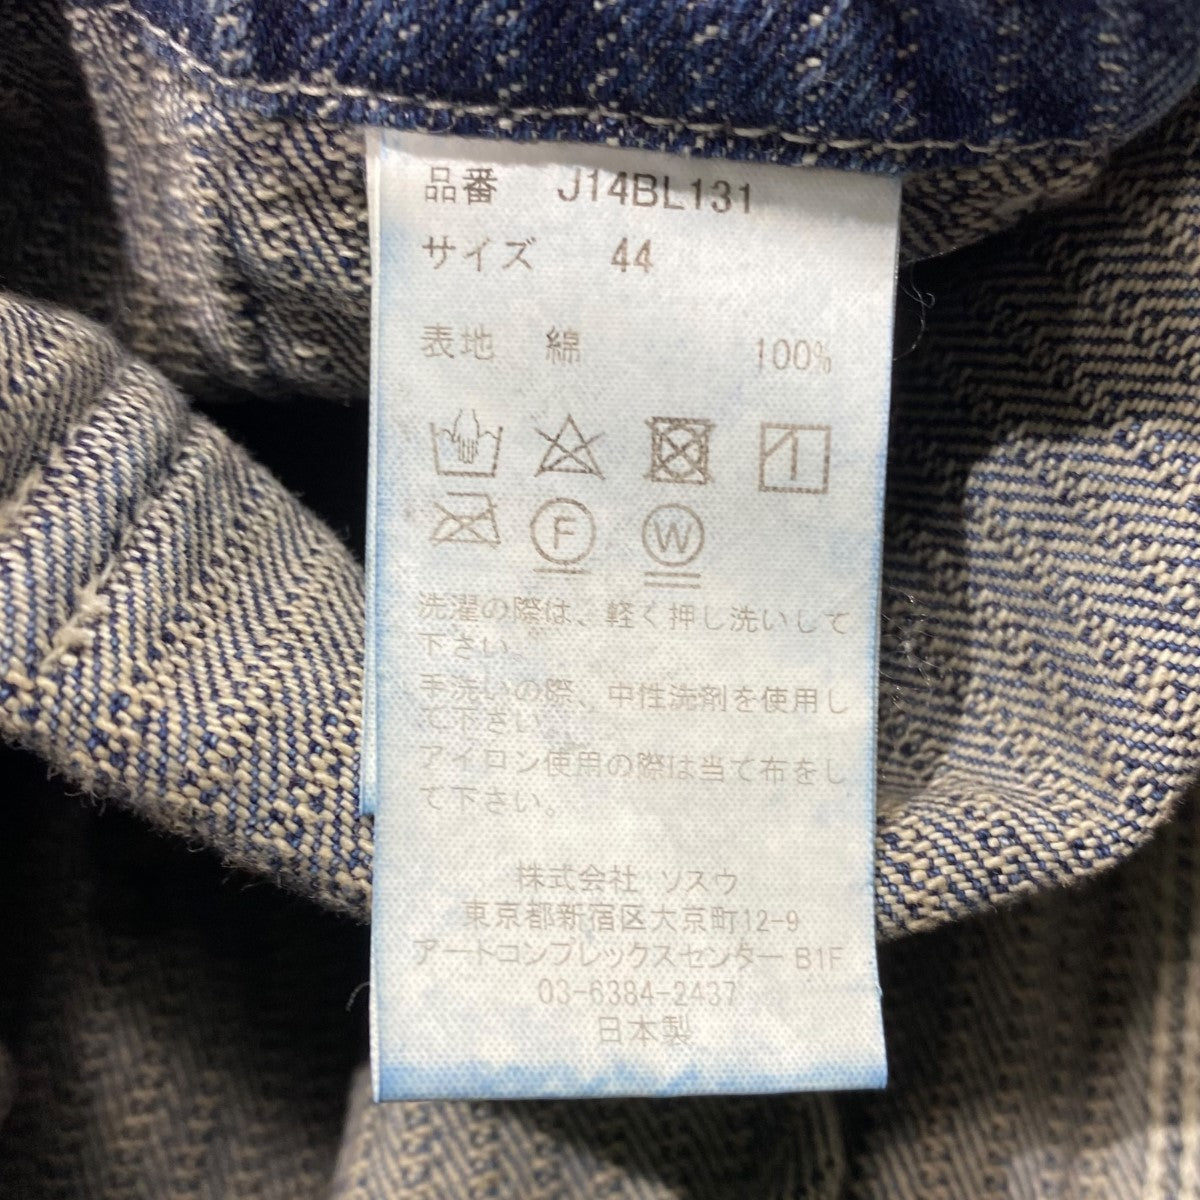 品番 J14BL131
サイズ 44
表地 綿 100%
F W
洗濯の際は、軽く押し洗いして
下さい。
手洗いの際、中性洗剤を使用し
て下さい。
アイロン使用の際は当て布をし
て下さい。
株式会社 ソスウ
東京都新宿区大京町12-9
アートコンプレックスセンター B1F
03-6384-2437
日本製